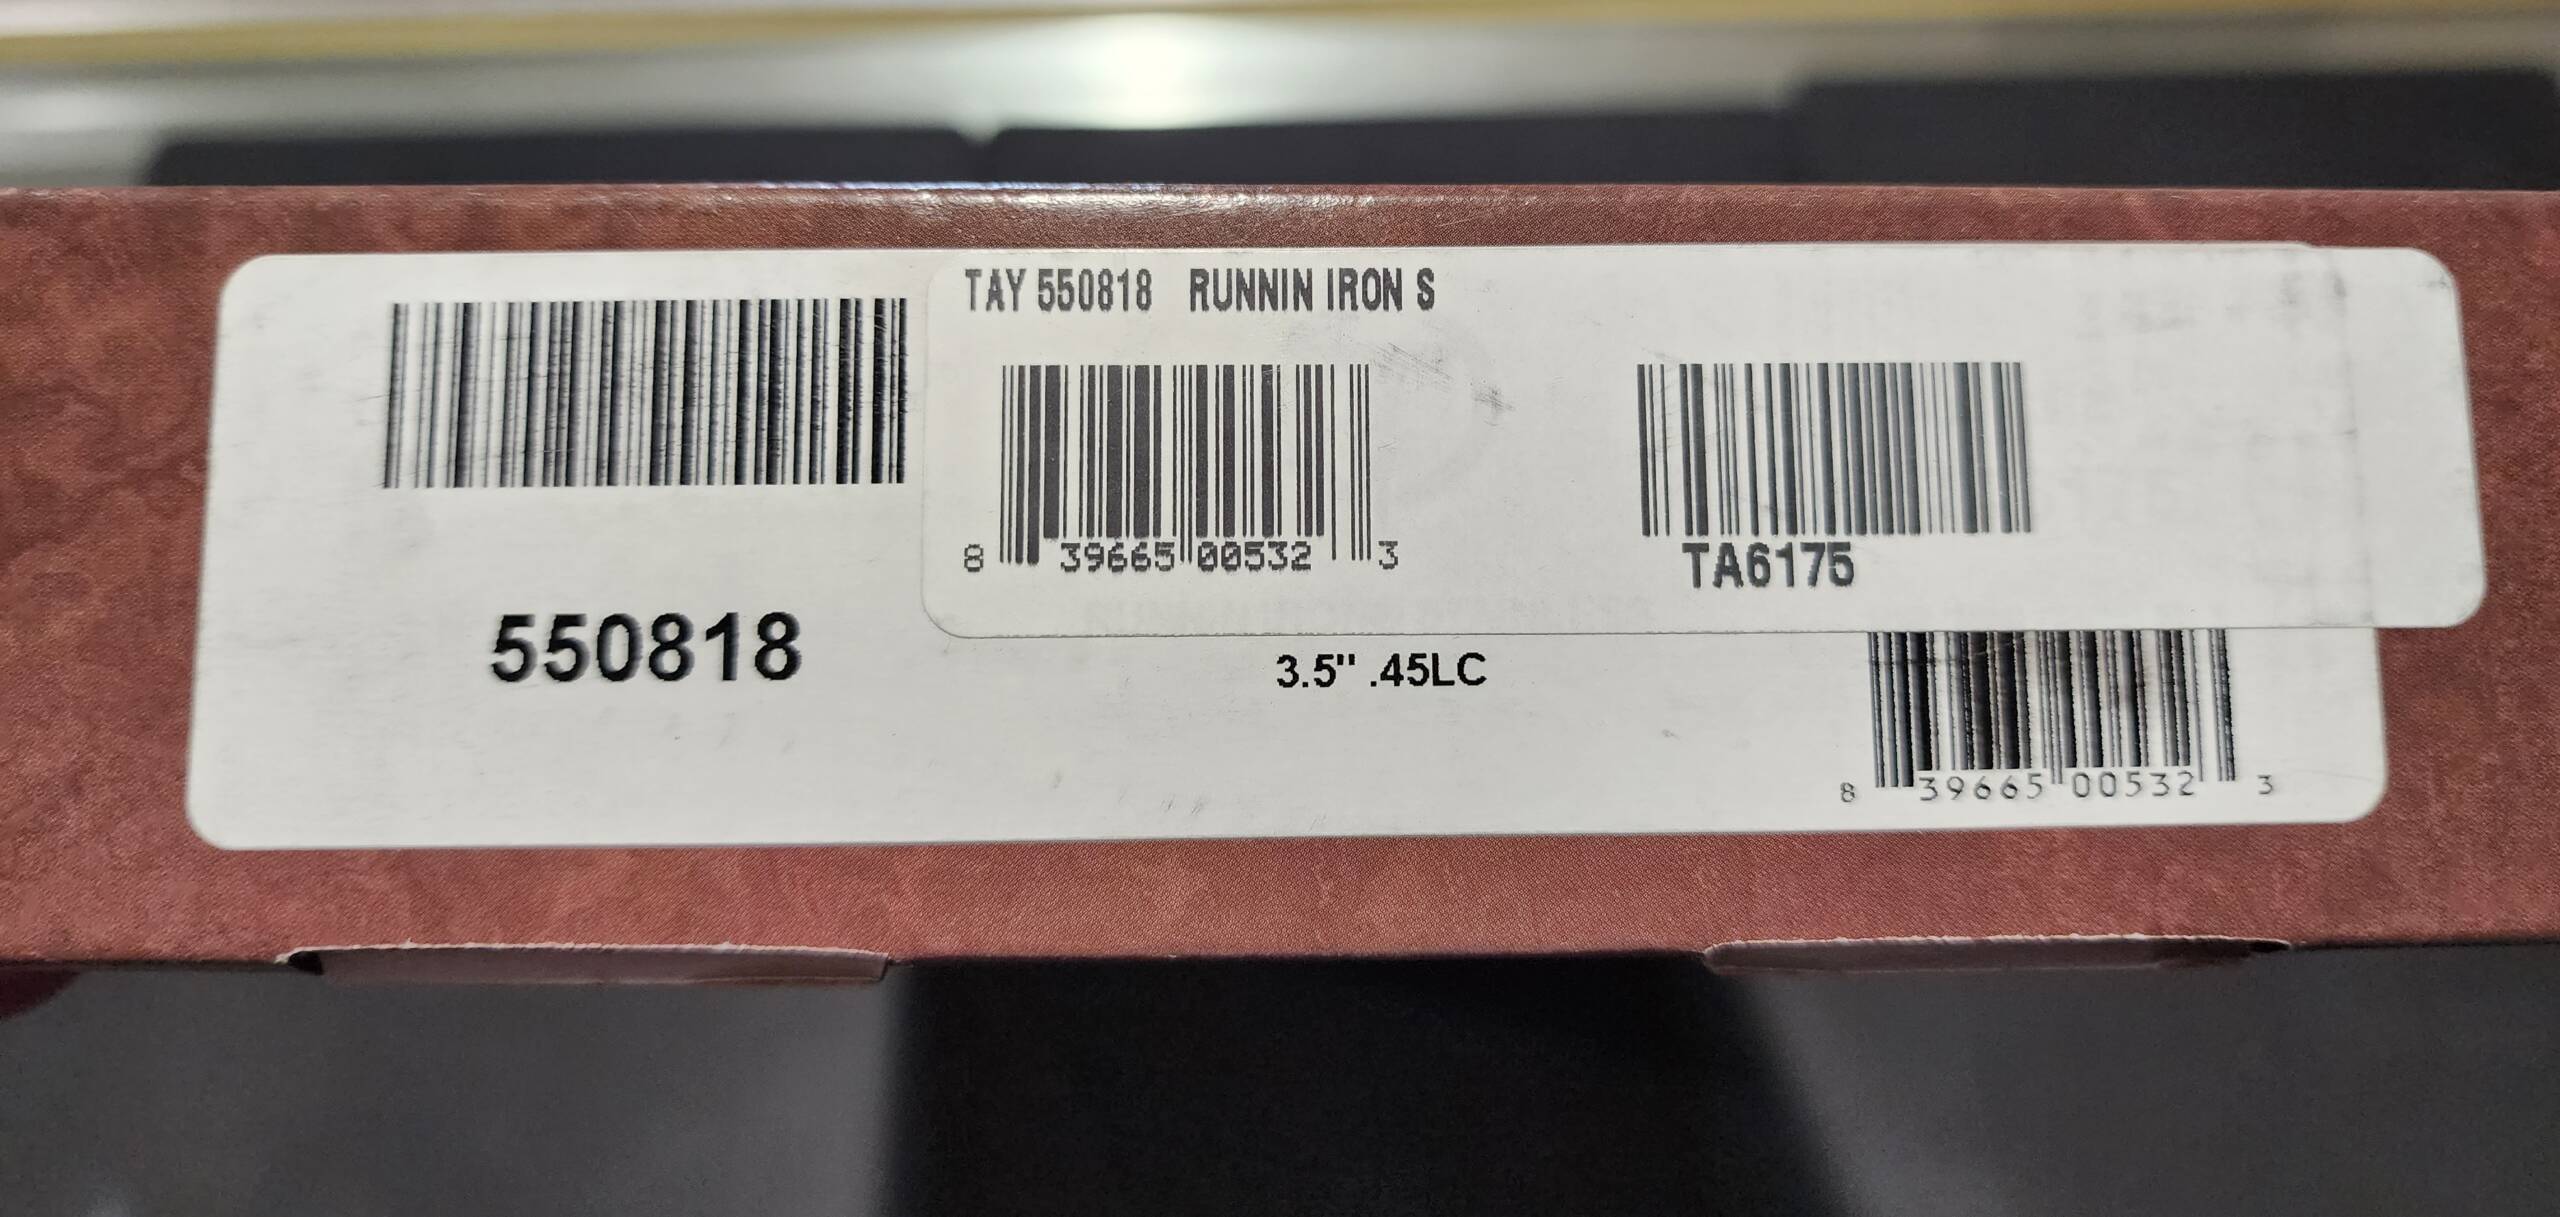 TAY 550818 RUNNIN IRON S
8 39665 00532 3
TA6175
550818
3.5" .45LC
8 39665 00532 3